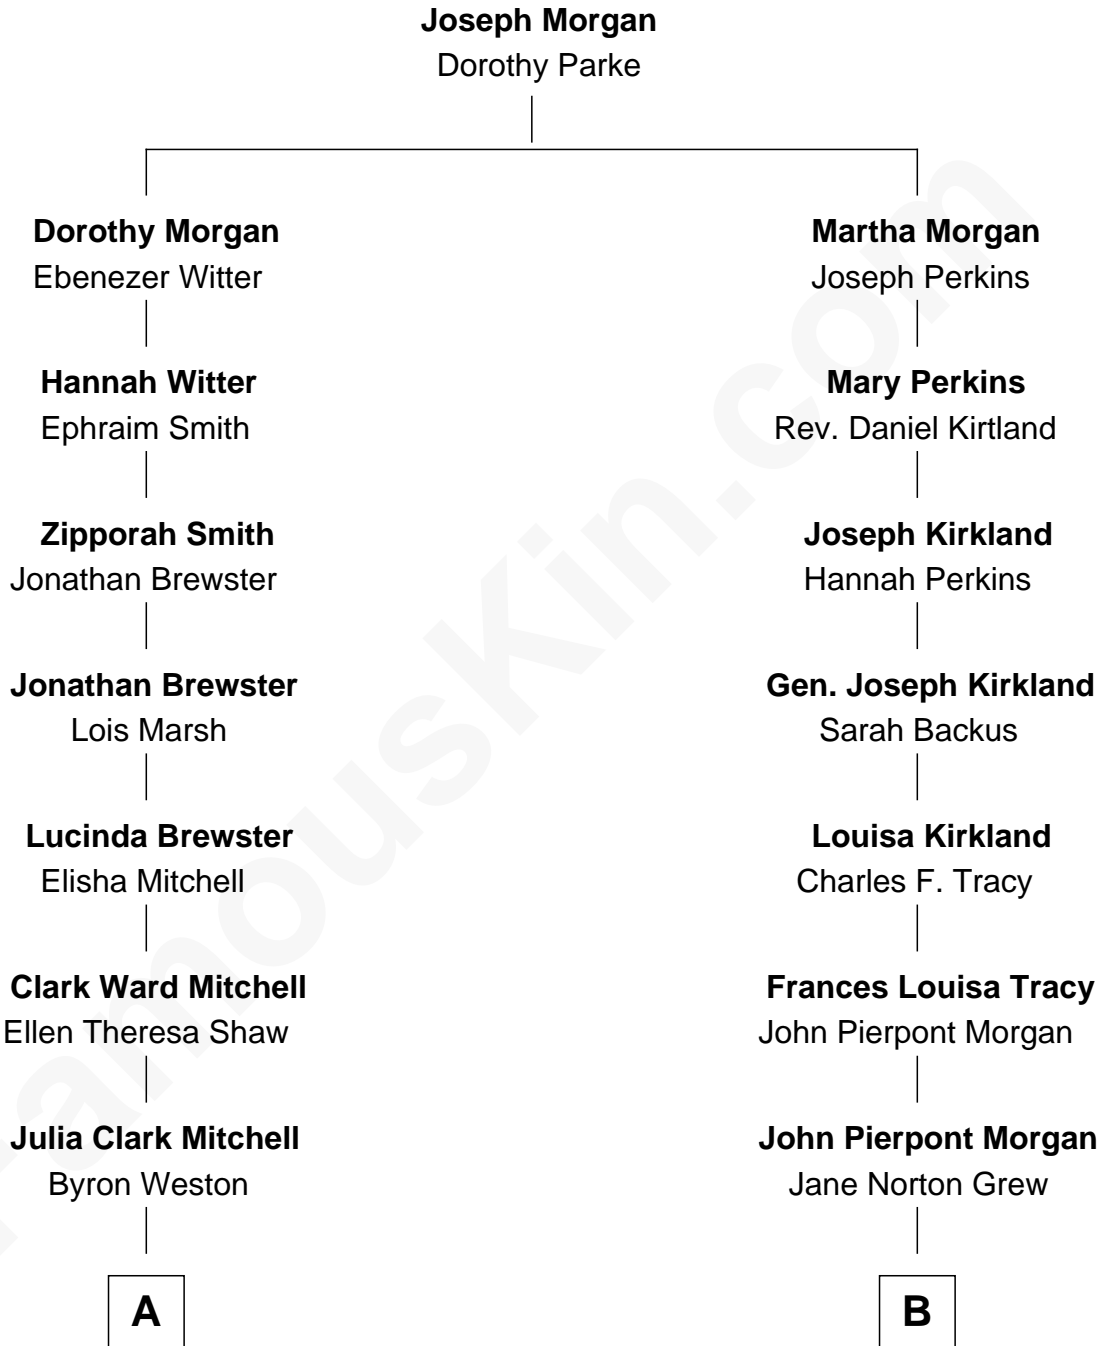 Joseph Morgan
Dorothy Parke
Dorothy Morgan
Ebenezer Witter
Hannah Witter
Ephraim Smith
Zipporah Smith
Jonathan Brewster
Jonathan Brewster
Lois Marsh
Lucinda Brewster
Elisha Mitchell
Clark Ward Mitchell
Ellen Theresa Shaw
Julia Clark Mitchell
Byron Weston
A
Martha Morgan
Joseph Perkins
Mary Perkins
Rev. Daniel Kirtland
Joseph Kirkland
Hannah Perkins
Gen. Joseph Kirkland
Sarah Backus
Louisa Kirkland
Charles F. Tracy
Frances Louisa Tracy
John Pierpont Morgan
John Pierpont Morgan
Jane Norton Grew
B
FamousKin.com